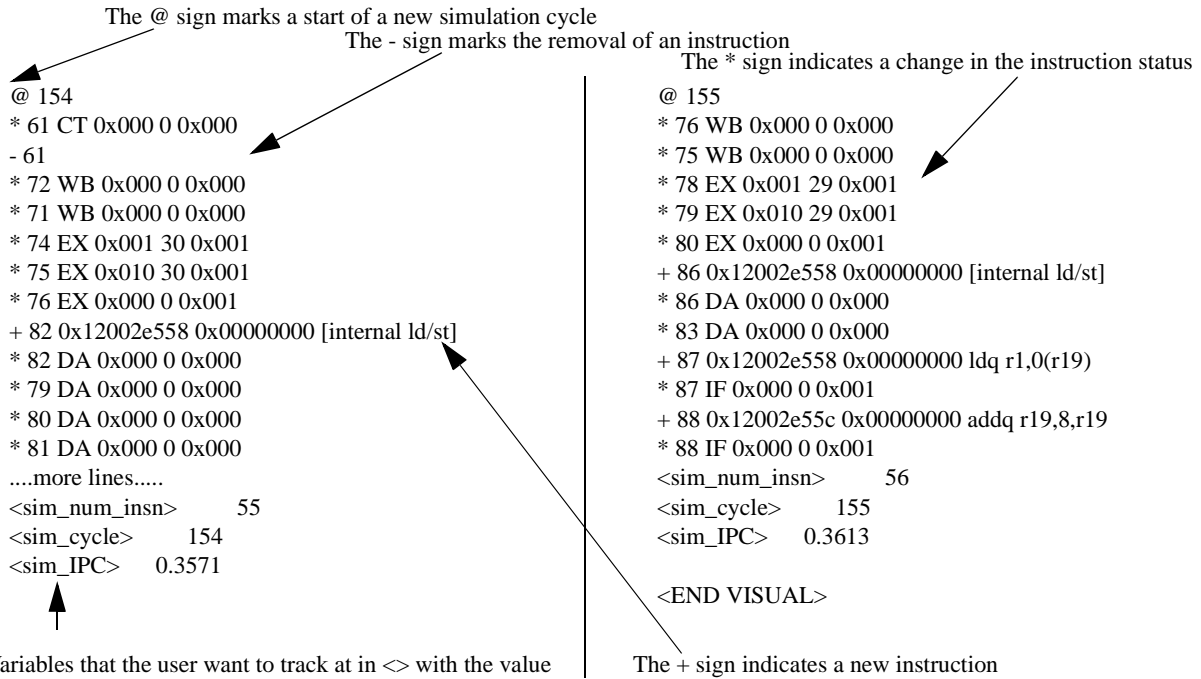 The @ sign marks a start of a new simulation cycle
The - sign marks the removal of an instruction
The * sign indicates a change in the instruction status
@ 154
* 61 CT 0x000 0 0x000
- 61
* 72 WB 0x000 0 0x000
* 71 WB 0x000 0 0x000
* 74 EX 0x001 30 0x001
* 75 EX 0x010 30 0x001
* 76 EX 0x000 0 0x001
+ 82 0x12002e558 0x00000000 [internal ld/st]
* 82 DA 0x000 0 0x000
* 79 DA 0x000 0 0x000
* 80 DA 0x000 0 0x000
* 81 DA 0x000 0 0x000
....more lines.....
<sim_num_insn> 55
<sim_cycle> 154
<sim_IPC> 0.3571
@ 155
* 76 WB 0x000 0 0x000
* 75 WB 0x000 0 0x000
* 78 EX 0x001 29 0x001
* 79 EX 0x010 29 0x001
* 80 EX 0x000 0 0x001
+ 86 0x12002e558 0x00000000 [internal ld/st]
* 86 DA 0x000 0 0x000
* 83 DA 0x000 0 0x000
+ 87 0x12002e558 0x00000000 ldq r1,0(r19)
* 87 IF 0x000 0 0x001
+ 88 0x12002e55c 0x00000000 addq r19,8,r19
* 88 IF 0x000 0 0x001
<sim_num_insn> 56
<sim_cycle> 155
<sim_IPC> 0.3613
<END VISUAL>
ariables that the user want to track at in <> with the value
The + sign indicates a new instruction